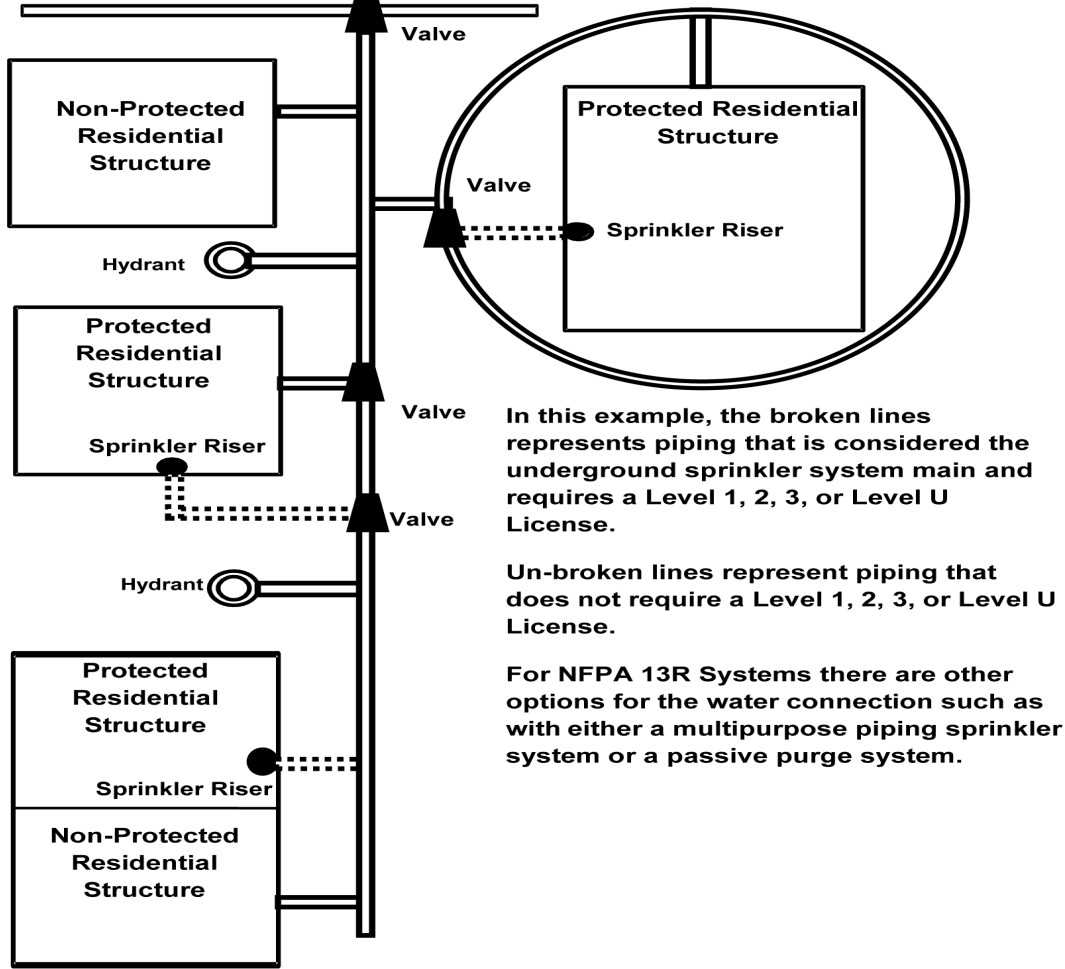 Valve
Non-Protected
Residential
Structure
Protected Residential
Structure
Valve
Sprinkler Riser
Hydrant
Protected
Residential
Structure
Sprinkler Riser
Valve
Valve
In this example, the broken lines
represents piping that is considered the
underground sprinkler system main and
requires a Level 1, 2, 3, or Level U
License.
Un-broken lines represent piping that
does not require a Level 1, 2, 3, or Level U
License.
For NFPA 13R Systems there are other
options for the water connection such as
with either a multipurpose piping sprinkler
system or a passive purge system.
Hydrant
Protected
Residential
Structure
Sprinkler Riser
Non-Protected
Residential
Structure